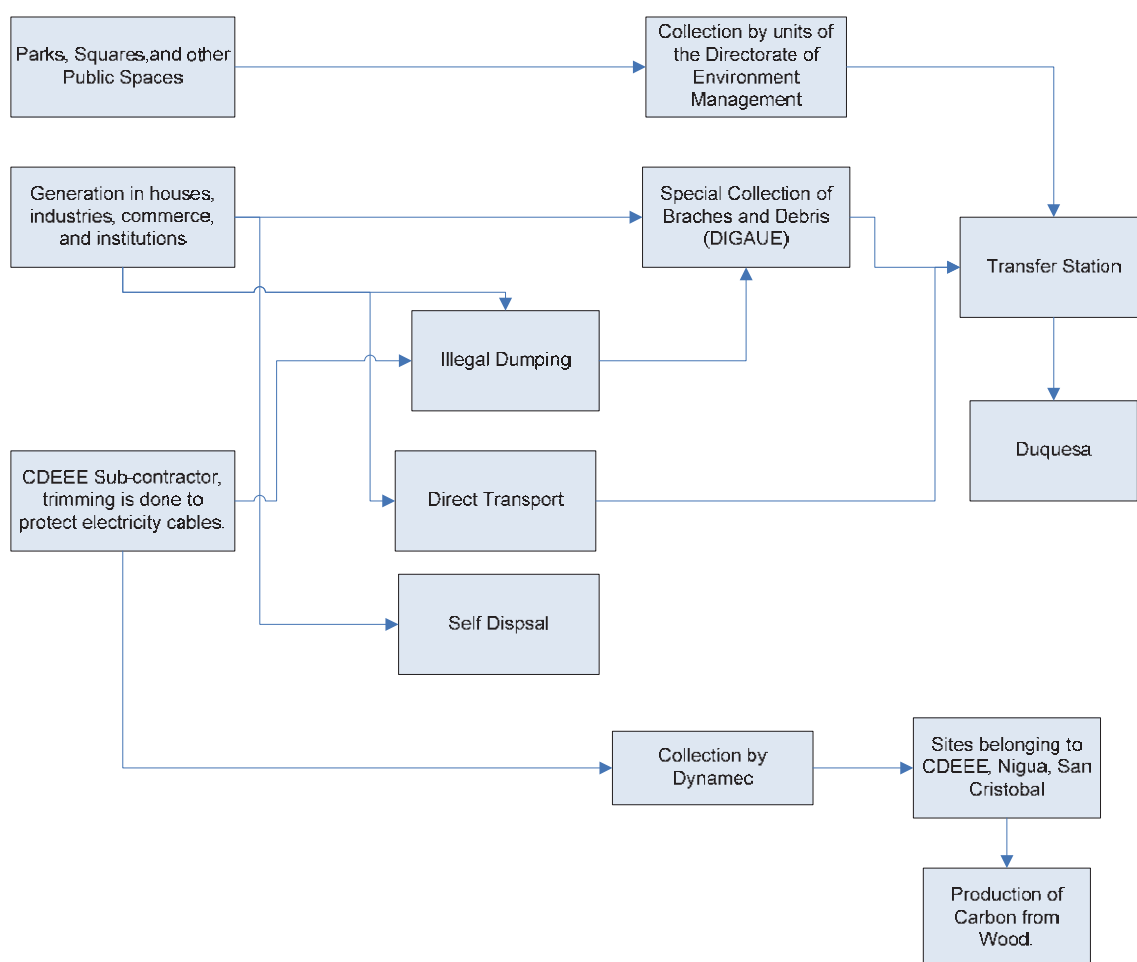 Parks, Squares,and other
Public Spaces
Collection by units of
the Directorate of
Environment
Management
Generation in houses,
industries, commerce,
and institutions
Special Collection of
Braches and Debris
(DIGAUE)
Transfer Station
Illegal Dumping
Duquesa
CDEEE Sub-contractor,
trimming is done to
protect electricity cables.
Direct Transport
Self Dispsal
Collection by
Dynamec
Sites belonging to
CDEEE, Nigua, San
Cristobal
Production of
Carbon from
Wood.